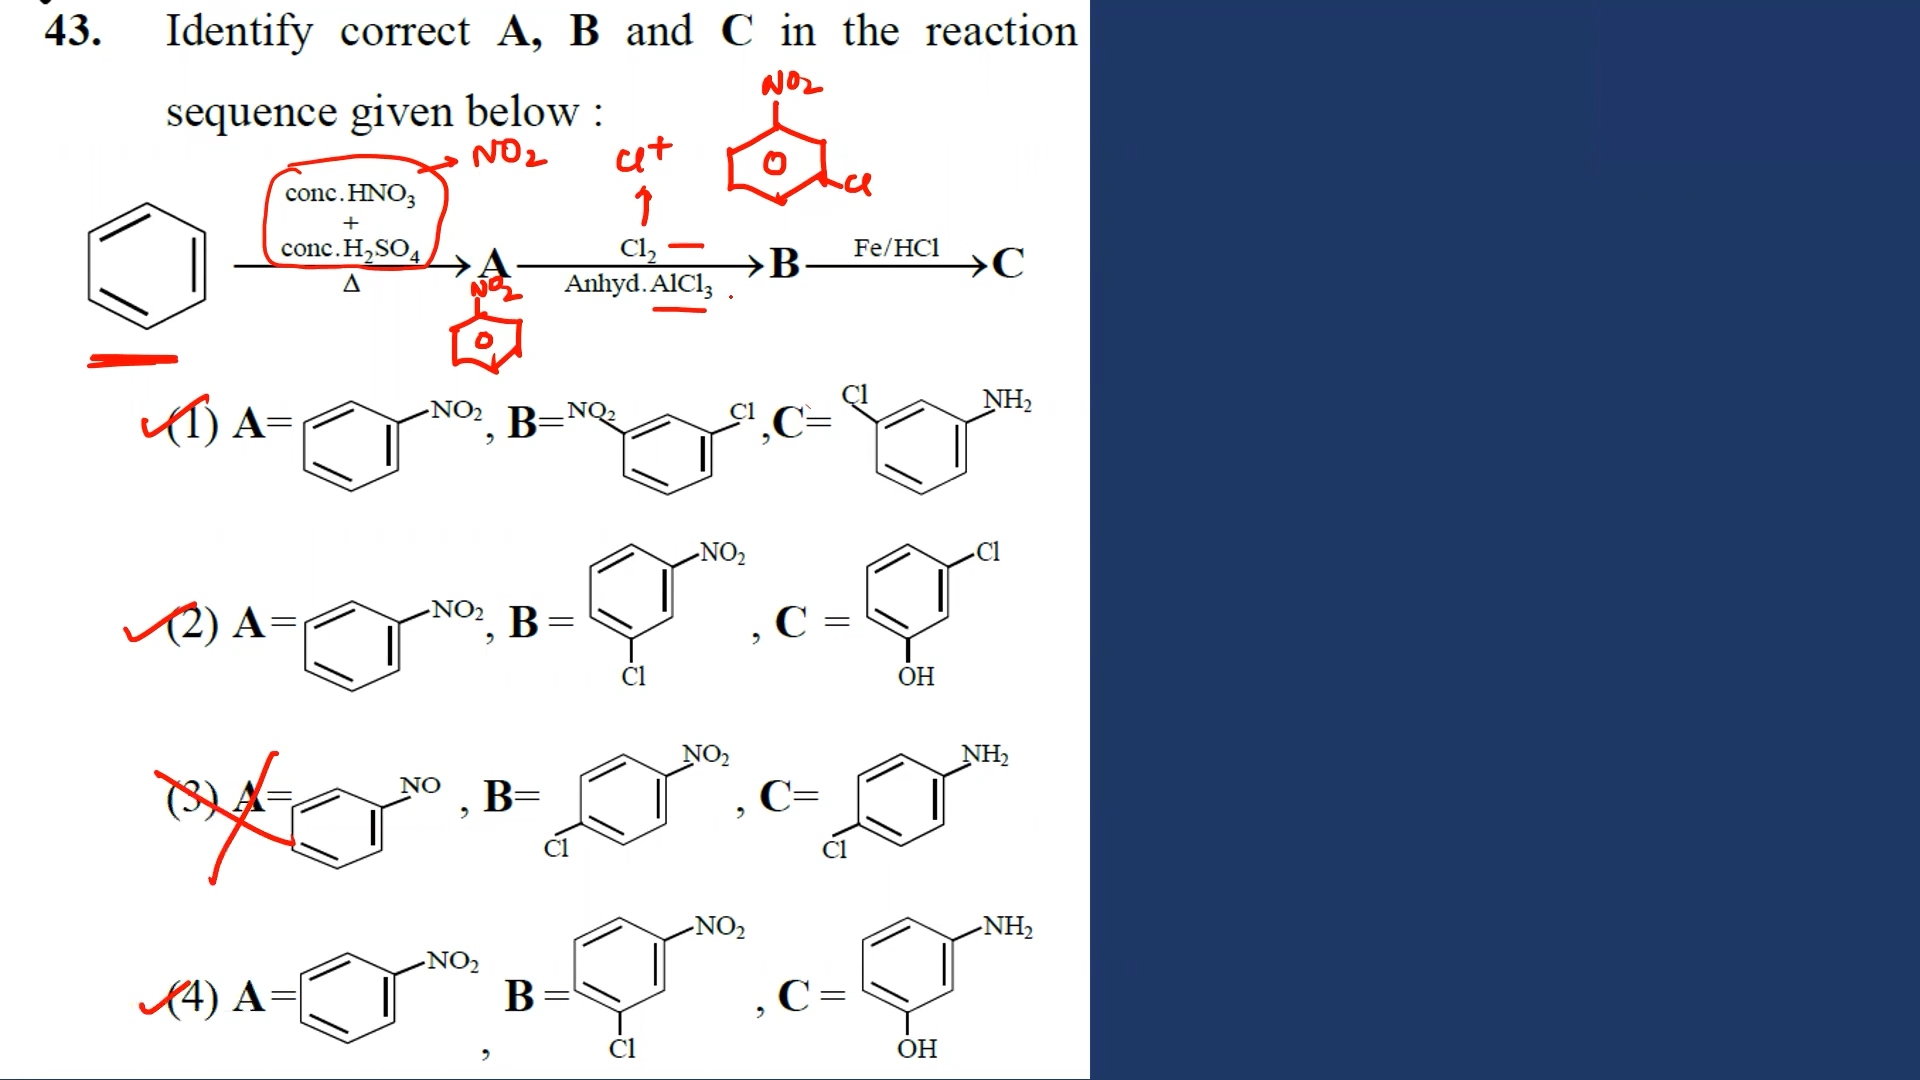 43. Identify correct A, B and C in the reaction
sequence given below :
NO2
NO2
Cl+
Cl
conc.HNO₃
+
conc.H₂SO₄
Δ
A
Cl₂
Anhyd.AlCl₃
B
Fe/HCl
C
NO2
(1) A= NO₂ , B= NO₂ Cl ,C= Cl NH₂
(2) A= NO₂ , B = NO₂ Cl , C = Cl OH
(3) A= NO , B= NO₂ Cl , C= NH₂ Cl
(4) A= NO₂ , B = NO₂ Cl , C = NH₂ OH